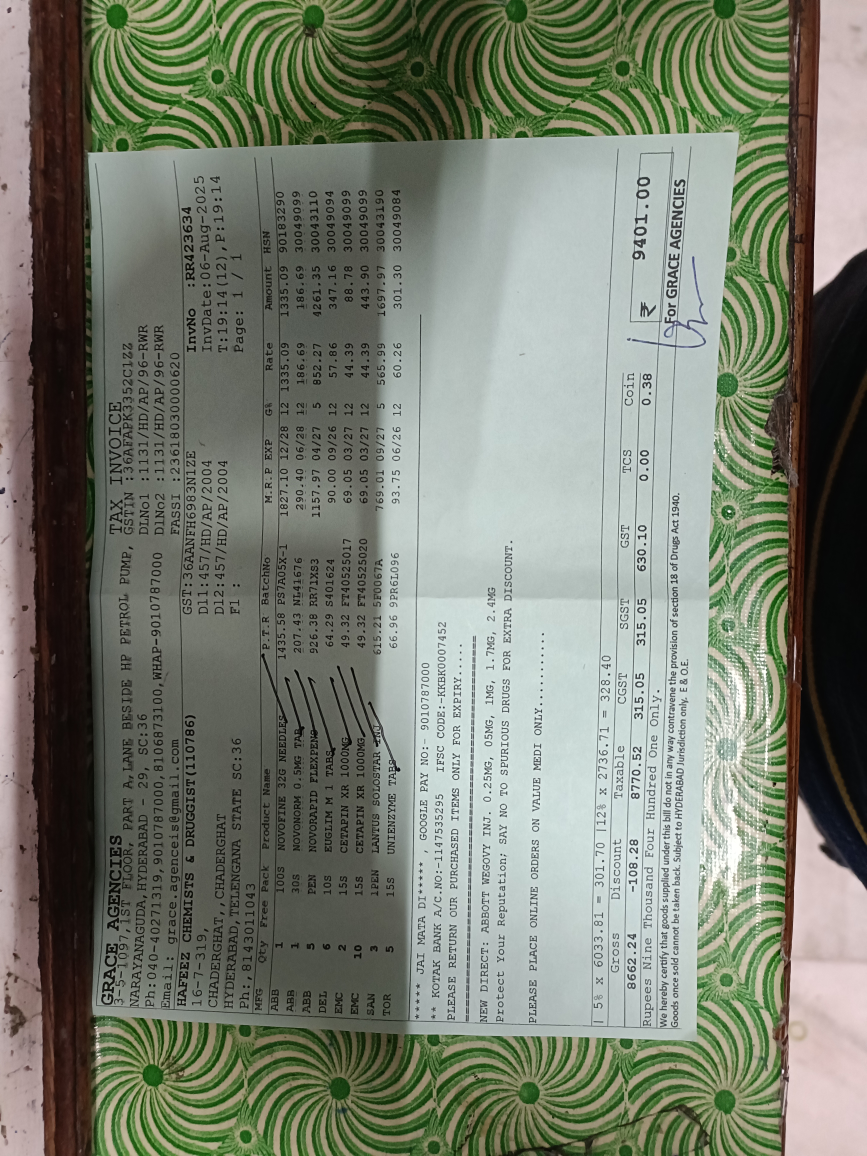 GRACE AGENCIES
3-5-1097,1ST FLOOR, PART A,LANE BESIDE HP PETROL PUMP,
NARAYANAGUDA,HYDERABAD - 29, SC:36
Ph:040-40271319,9010787000,8106873100,WHAP-9010787000
Email: grace.agenceis@gmail.com
TAX INVOICE
GSTIN :36AFAPK3352C1ZZ
DLNo1 :1131/HD/AP/96-RWR
DlNo2 :1131/HD/AP/96-RWR
FASSI :23618030000620
HAFEEZ CHEMISTS & DRUGGIST(110786)
16-7-319,
CHADERGHAT,,CHADERGHAT
HYDERABAD,TELENGANA STATE SC:36
Ph:,8143011043
GST:36AANFH6983N1ZE
Dl1:457/HD/AP/2004
Dl2:457/HD/AP/2004
Fl :
InvNo :RR423634
InvDate:06-Aug-2025
T:19:14(12),P:19:14
Page: 1 / 1
MFG Qty Free Pack Product Name P.T.R BatchNo M.R.P EXP G% Rate Amount HSN
ABB 1 100S NOVOFINE 32G NEEDLES 1435.58 PS7A05X-1 1827.10 12/28 12 1335.09 1335.09 90183290
ABB 1 30S NOVONORM 0.5MG TAB 207.43 NL41676 290.40 06/28 12 186.69 186.69 30049099
ABB 5 PEN NOVORAPID FLEXPENS 926.38 RR71XS3 1157.97 04/27 5 852.27 4261.35 30043110
DEL 6 10S EUGLIM M 1 TABS 64.29 S401624 90.00 09/26 12 57.86 347.16 30049094
EMC 2 15S CETAPIN XR 1000MG 49.32 FT40525017 69.05 03/27 12 44.39 88.78 30049099
EMC 10 15S CETAPIN XR 1000MG 49.32 FT40525020 69.05 03/27 12 44.39 443.90 30049099
SAN 3 1PEN LANTUS SOLOSTAR INJ 615.21 5F0067A 769.01 09/27 5 565.99 1697.97 30043190
TOR 5 15S UNIENZYME TABS 66.96 9PR6L096 93.75 06/26 12 60.26 301.30 30049084
***** JAI MATA DI***** , GOOGLE PAY NO:- 9010787000
** KOTAK BANK A/C.NO:-1147535295 IFSC CODE:-KKBK0007452
PLEASE RETURN OUR PURCHASED ITEMS ONLY FOR EXPIRY.....
NEW DIRECT: ABBOTT WEGOVY INJ. 0.25MG, 05MG, 1MG, 1.7MG, 2.4MG
Protect Your Reputation; SAY NO TO SPURIOUS DRUGS FOR EXTRA DISCOUNT.
PLEASE PLACE ONLINE ORDERS ON VALUE MEDI ONLY...........
| 5% x 6033.81 = 301.70 |12% x 2736.71 = 328.40
Gross Discount Taxable CGST SGST GST TCS Coin
8662.24 -108.28 8770.52 315.05 315.05 630.10 0.00 0.38
₹ 9401.00
Rupees Nine Thousand Four Hundred One Only.
We hereby certify that goods supplied under this bill do not in any way contravene the provision of section 18 of Drugs Act 1940.
Goods once sold cannot be taken back. Subject to HYDERABAD Jurisdiction only. E & O.E
For GRACE AGENCIES